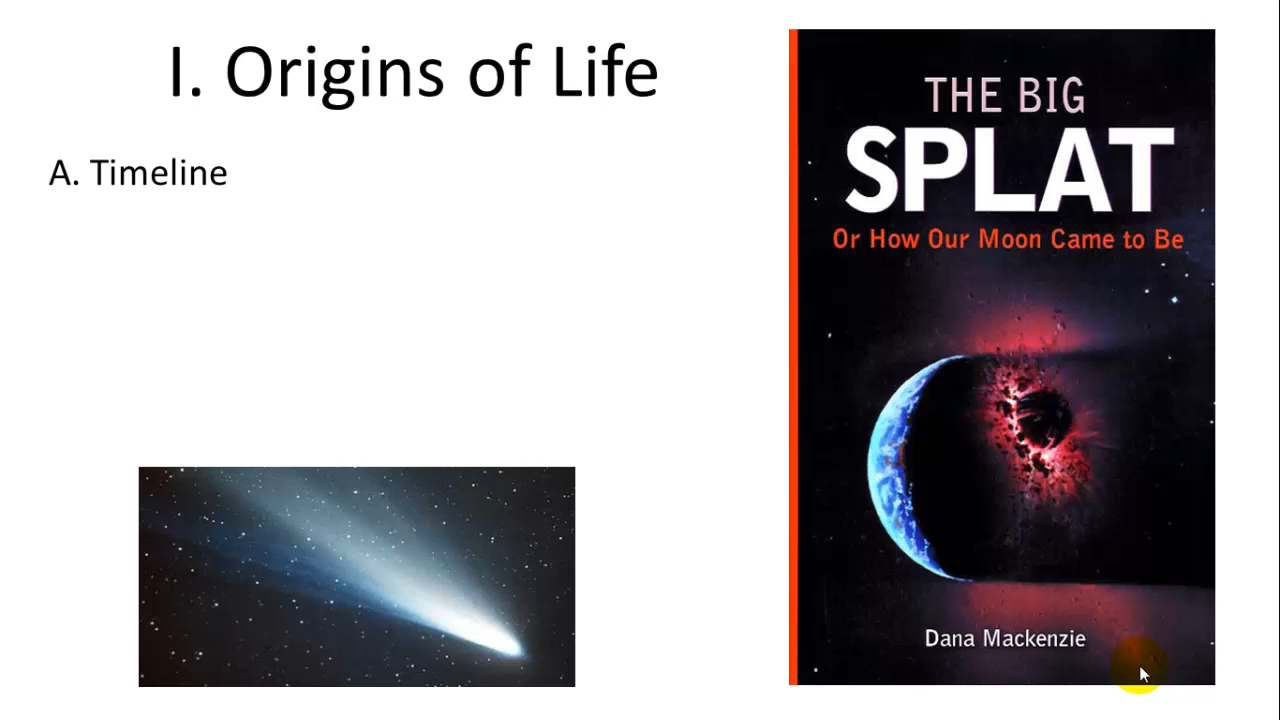 I. Origins of Life
A. Timeline
THE BIG
SPLAT
Or How Our Moon Came to Be
Dana Mackenzie